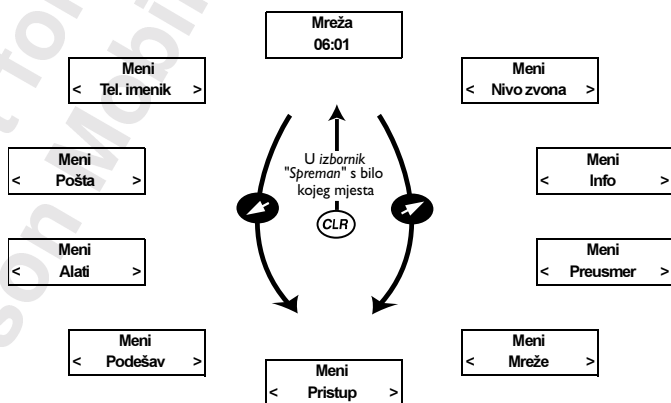 Mreža
06:01
Meni
< Tel. imenik >
Meni
< Nivo zvona >
Meni
< Pošta >
U izbornik
"Spreman" s bilo
kojeg mjesta
CLR
Meni
< Info >
Meni
< Alati >
Meni
< Preusmer >
Meni
< Podešav >
Meni
< Pristup >
Meni
< Mreže >